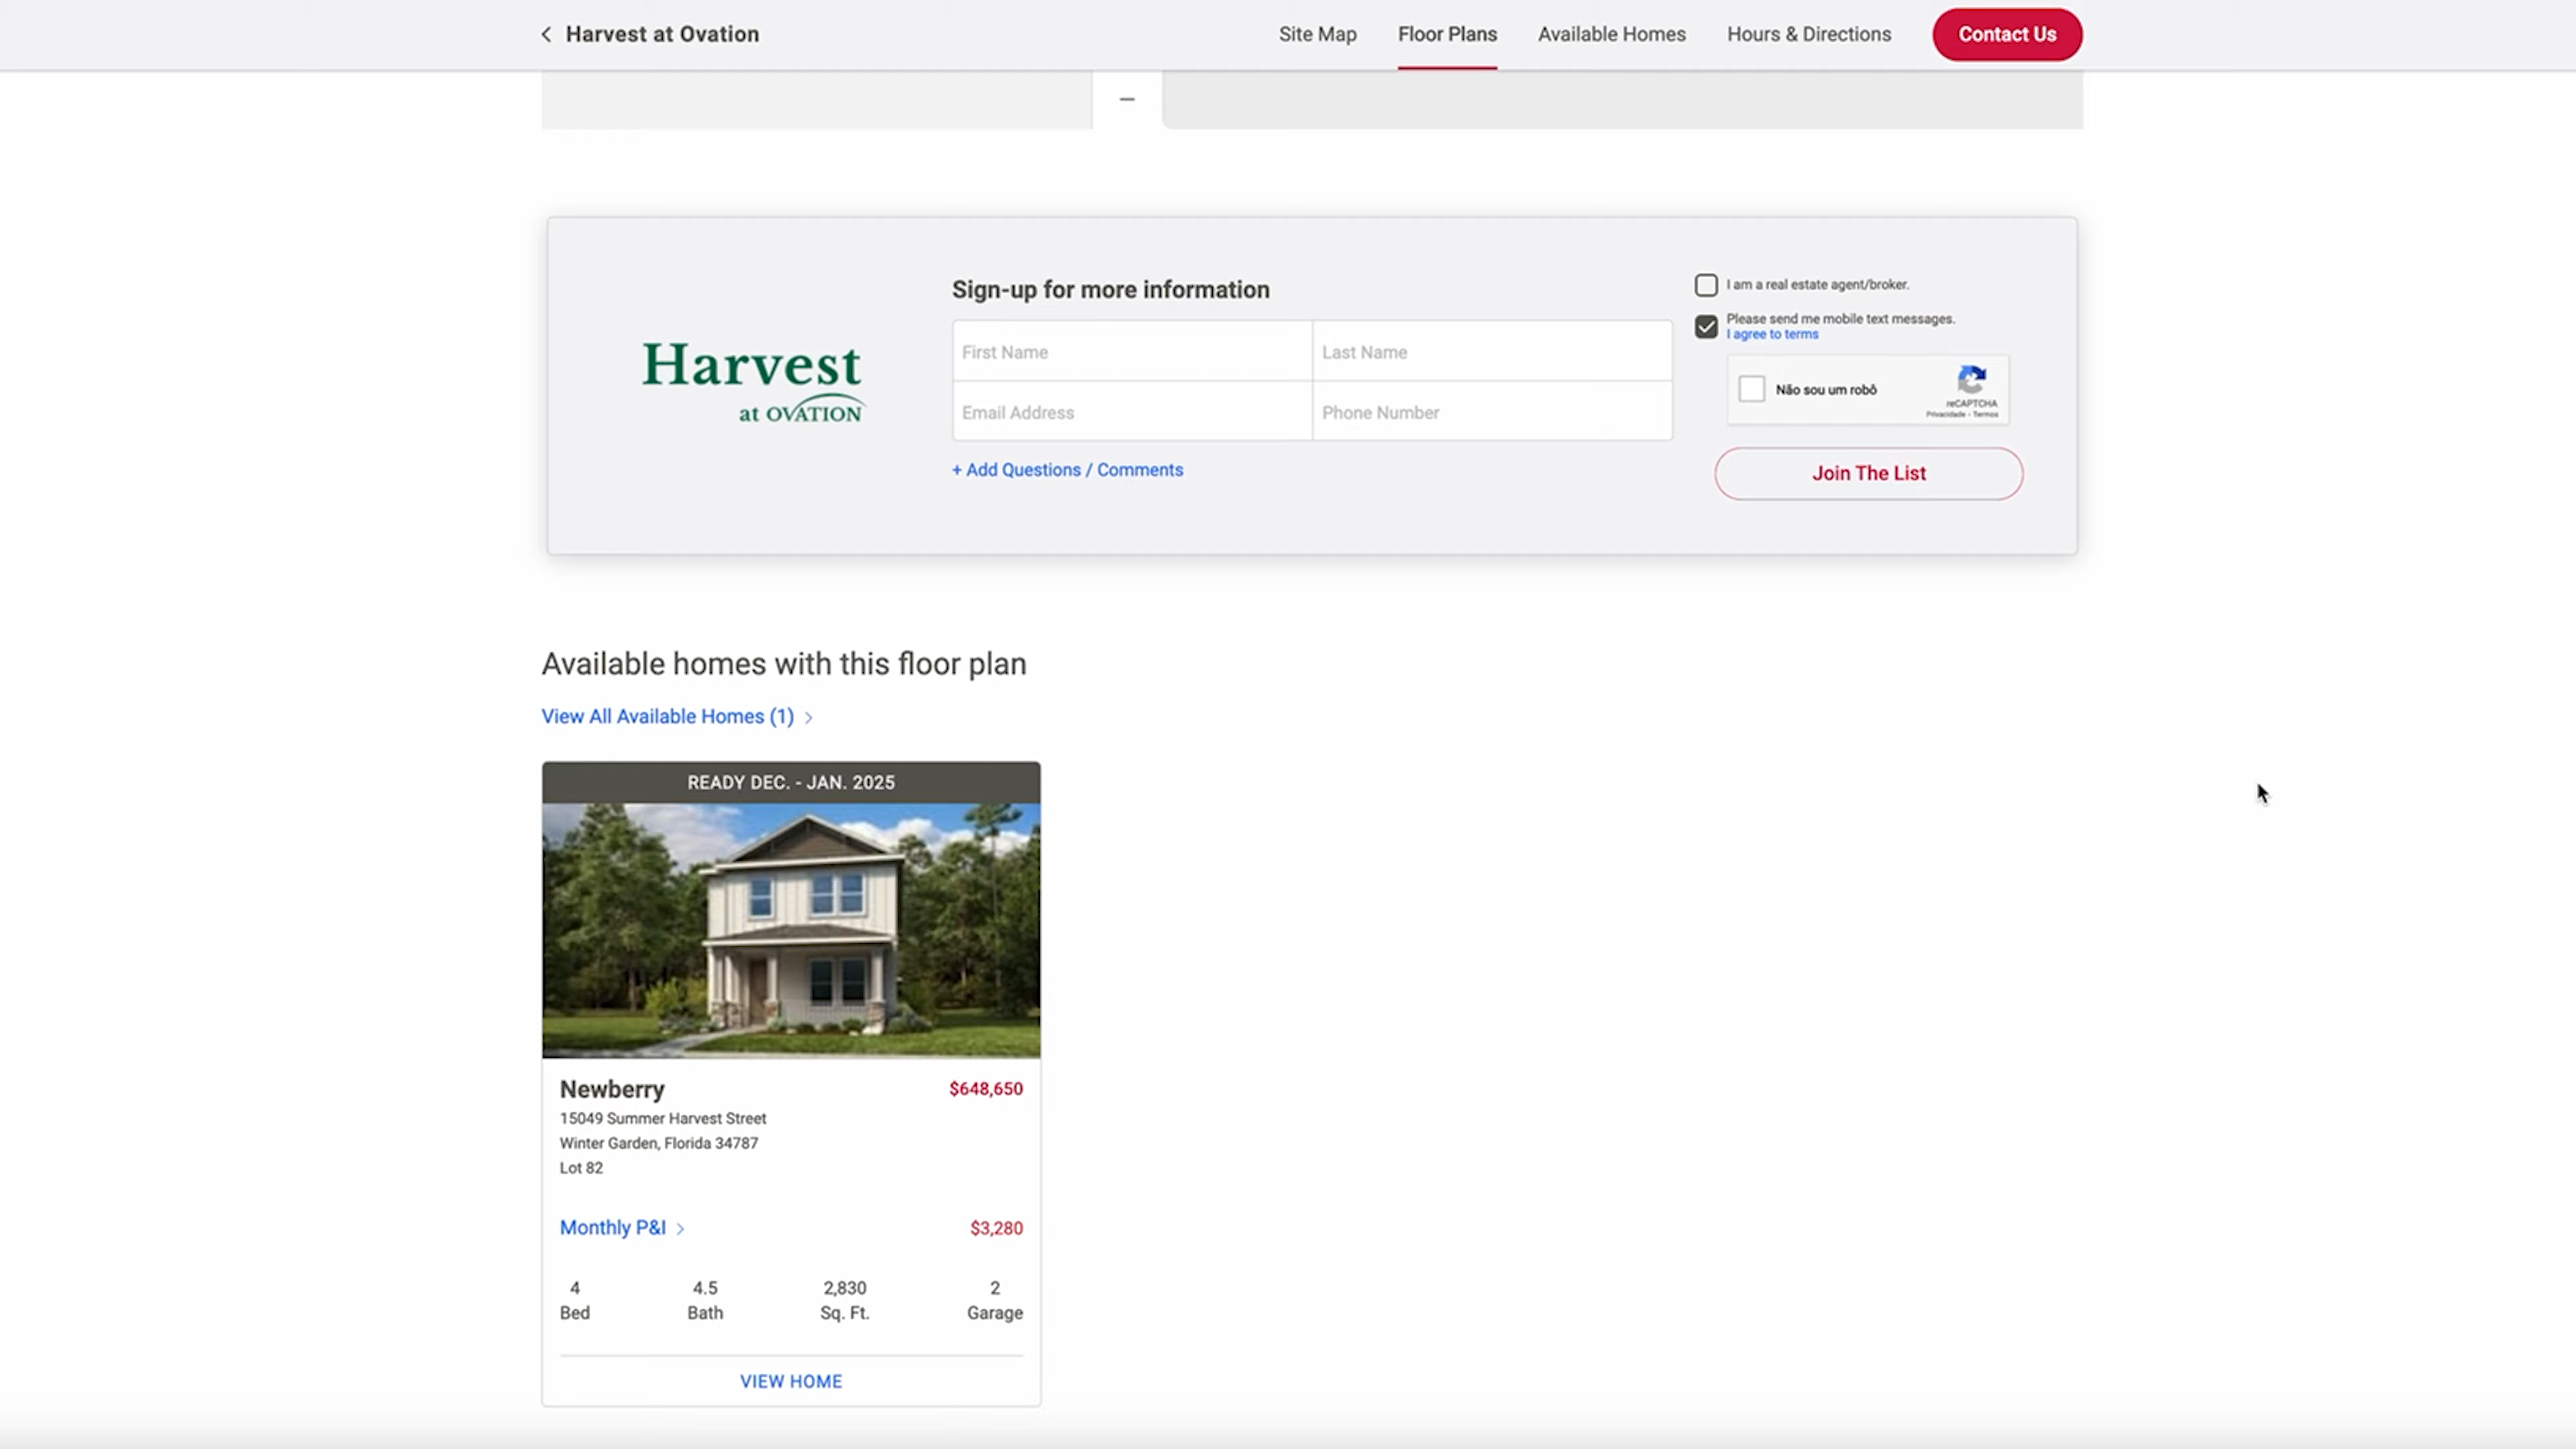 Harvest at Ovation
Site Map
Floor Plans
Available Homes
Hours & Directions
Contact Us
Harvest
at OVATION
Sign-up for more information
First Name
Last Name
Email Address
Phone Number
+ Add Questions / Comments
I am a real estate agent/broker.
Please send me mobile text messages.
I agree to terms
Não sou um robô
reCAPTCHA
Privacidade - Termos
Join The List
Available homes with this floor plan
View All Available Homes (1)
READY DEC. - JAN. 2025
Newberry
$648,650
15049 Summer Harvest Street
Winter Garden, Florida 34787
Lot 82
Monthly P&I
$3,280
4
4.5
2,830
2
Bed
Bath
Sq. Ft.
Garage
VIEW HOME